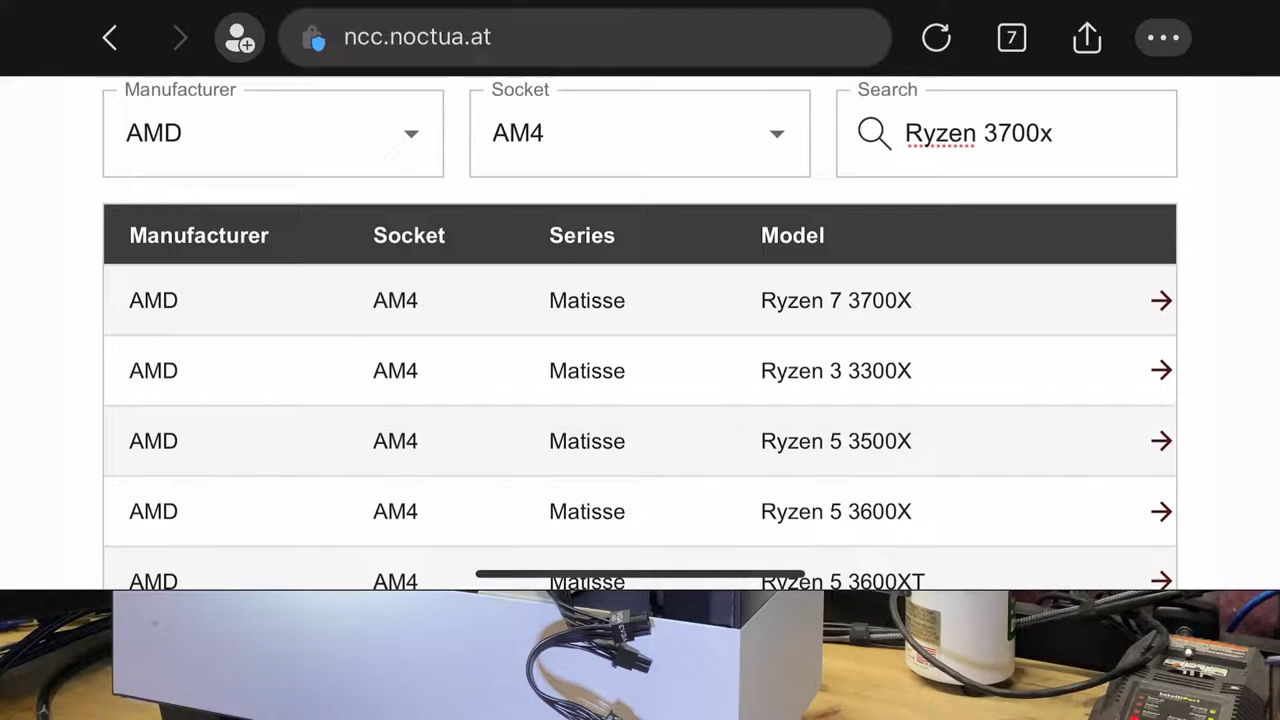 ncc.noctua.at
7
Manufacturer Socket Search
AMD AM4 Ryzen 3700x
Manufacturer Socket Series Model
AMD AM4 Matisse Ryzen 7 3700X
AMD AM4 Matisse Ryzen 3 3300X
AMD AM4 Matisse Ryzen 5 3500X
AMD AM4 Matisse Ryzen 5 3600X
AMD AM4 Matisse Ryzen 5 3600XT
EVGA
IntelliPort